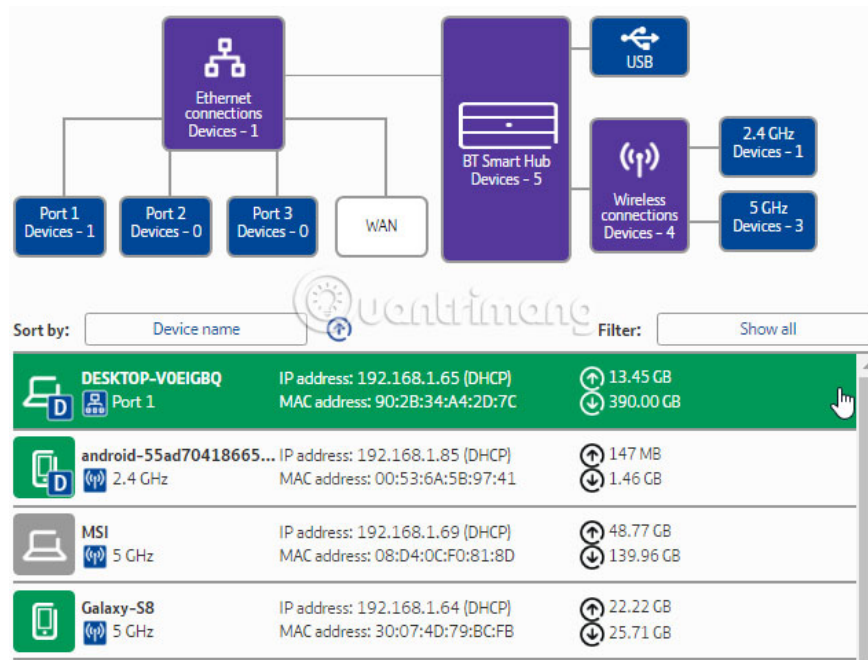 Ethernet
connections
Devices - 1
BT Smart Hub
Devices - 5
USB
Wireless
connections
Devices - 4
2.4 GHz
Devices - 1
5 GHz
Devices - 3
Port 1
Devices - 1
Port 2
Devices - 0
Port 3
Devices - 0
WAN
Quantrimang
Sort by: Device name
Filter: Show all
DESKTOP-V0EIGBQ IP address: 192.168.1.65 (DHCP) 13.45 GB
Port 1 MAC address: 90:2B:34:A4:2D:7C 390.00 GB
D
android-55ad70418665... IP address: 192.168.1.85 (DHCP) 147 MB
2.4 GHz MAC address: 00:53:6A:5B:97:41 1.46 GB
D
MSI IP address: 192.168.1.69 (DHCP) 48.77 GB
5 GHz MAC address: 08:D4:0C:F0:81:8D 139.96 GB
Galaxy-S8 IP address: 192.168.1.64 (DHCP) 22.22 GB
5 GHz MAC address: 30:07:4D:79:BC:FB 25.71 GB